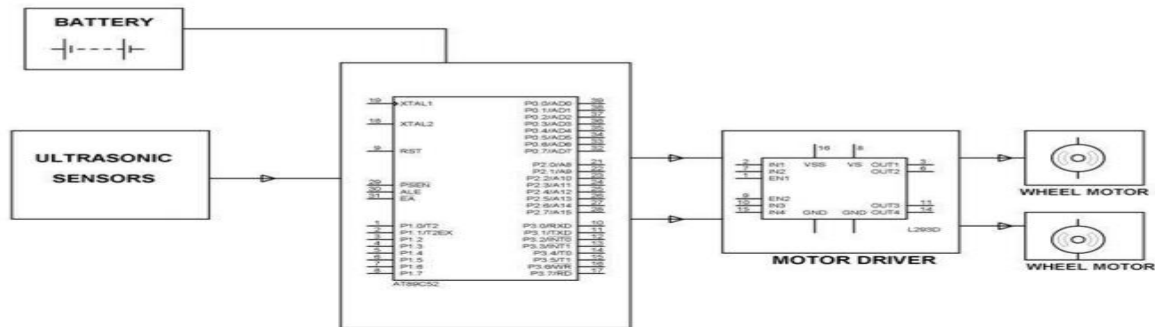 BATTERY
ULTRASONIC
SENSORS
19 XTAL1
18 XTAL2
9 RST
29 PSEN
30 ALE
31 EA
1 P1.0/T2
2 P1.1/T2EX
3 P1.2
4 P1.3
5 P1.4
6 P1.5
7 P1.6
8 P1.7
P0.0/AD0 39
P0.1/AD1 38
P0.2/AD2 37
P0.3/AD3 36
P0.4/AD4 35
P0.5/AD5 34
P0.6/AD6 33
P0.7/AD7 32
P2.0/A8 21
P2.1/A9 22
P2.2/A10 23
P2.3/A11 24
P2.4/A12 25
P2.5/A13 26
P2.6/A14 27
P2.7/A15 28
P3.0/RXD 10
P3.1/TXD 11
P3.2/INT0 12
P3.3/INT1 13
P3.4/T0 14
P3.5/T1 15
P3.6/WR 16
P3.7/RD 17
AT89C52
16 8
VSS VS
2 IN1
7 IN2
1 EN1
9 EN2
10 IN3
15 IN4
OUT1 3
OUT2 6
OUT3 11
OUT4 14
GND GND
L293D
MOTOR DRIVER
WHEEL MOTOR
WHEEL MOTOR